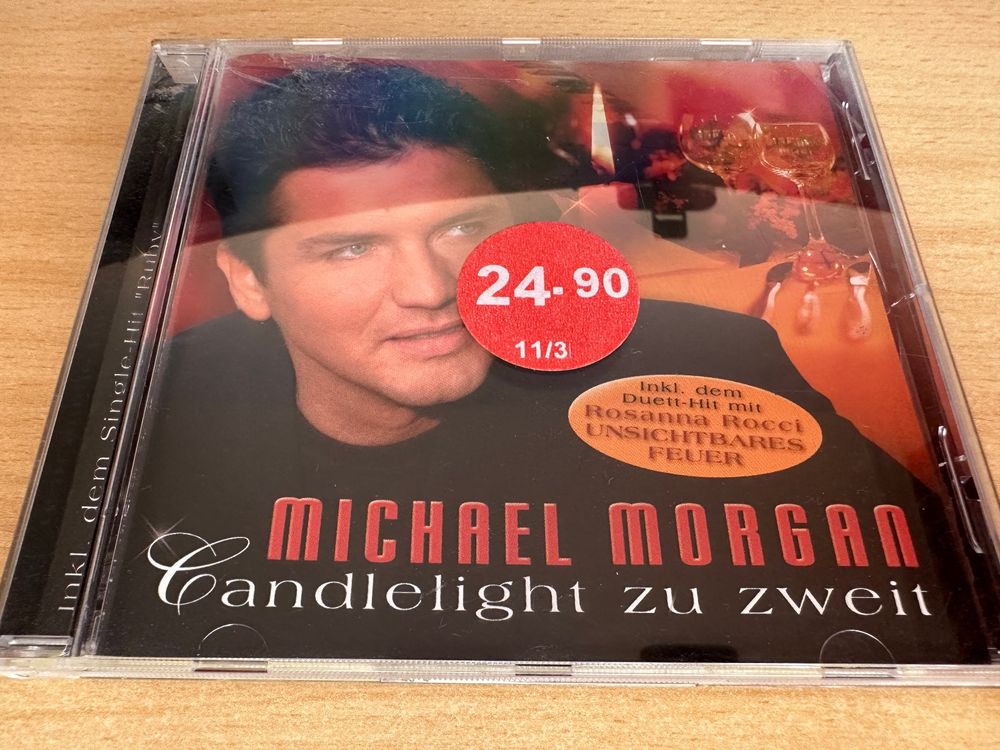 Inkl. dem Single-Hit "Ruby"
24.90
11/3
Inkl. dem
Duett-Hit mit
Rosanna Rocci
UNSICHTBARES
FEUER
MICHAEL MORGAN
Candlelight zu zweit